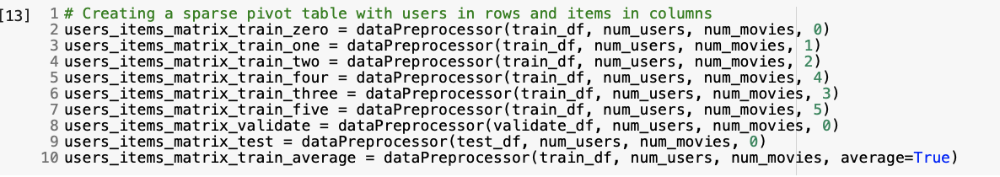 [13] 1 # Creating a sparse pivot table with users in rows and items in columns
2 users_items_matrix_train_zero = dataPreprocessor(train_df, num_users, num_movies, 0)
3 users_items_matrix_train_one = dataPreprocessor(train_df, num_users, num_movies, 1)
4 users_items_matrix_train_two = dataPreprocessor(train_df, num_users, num_movies, 2)
5 users_items_matrix_train_four = dataPreprocessor(train_df, num_users, num_movies, 4)
6 users_items_matrix_train_three = dataPreprocessor(train_df, num_users, num_movies, 3)
7 users_items_matrix_train_five = dataPreprocessor(train_df, num_users, num_movies, 5)
8 users_items_matrix_validate = dataPreprocessor(validate_df, num_users, num_movies, 0)
9 users_items_matrix_test = dataPreprocessor(test_df, num_users, num_movies, 0)
10 users_items_matrix_train_average = dataPreprocessor(train_df, num_users, num_movies, average=True)